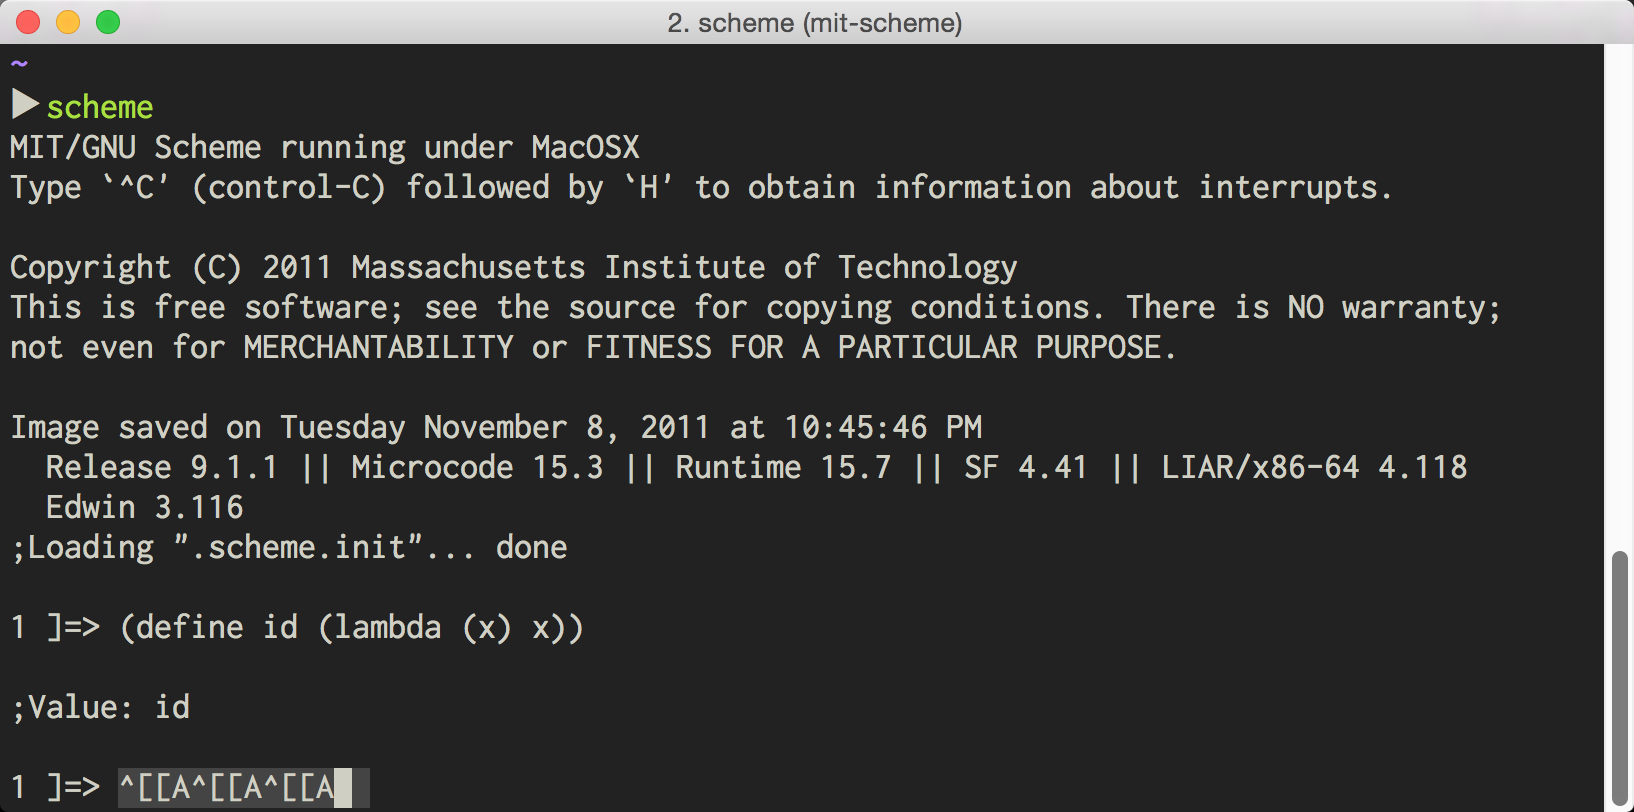 2. scheme (mit-scheme)
~
▶scheme
MIT/GNU Scheme running under MacOSX
Type `^C' (control-C) followed by `H' to obtain information about interrupts.
Copyright (C) 2011 Massachusetts Institute of Technology
This is free software; see the source for copying conditions. There is NO warranty;
not even for MERCHANTABILITY or FITNESS FOR A PARTICULAR PURPOSE.
Image saved on Tuesday November 8, 2011 at 10:45:46 PM
  Release 9.1.1 || Microcode 15.3 || Runtime 15.7 || SF 4.41 || LIAR/x86-64 4.118
  Edwin 3.116
;Loading ".scheme.init"... done
1 ]=> (define id (lambda (x) x))
;Value: id
1 ]=> ^[[A^[[A^[[A